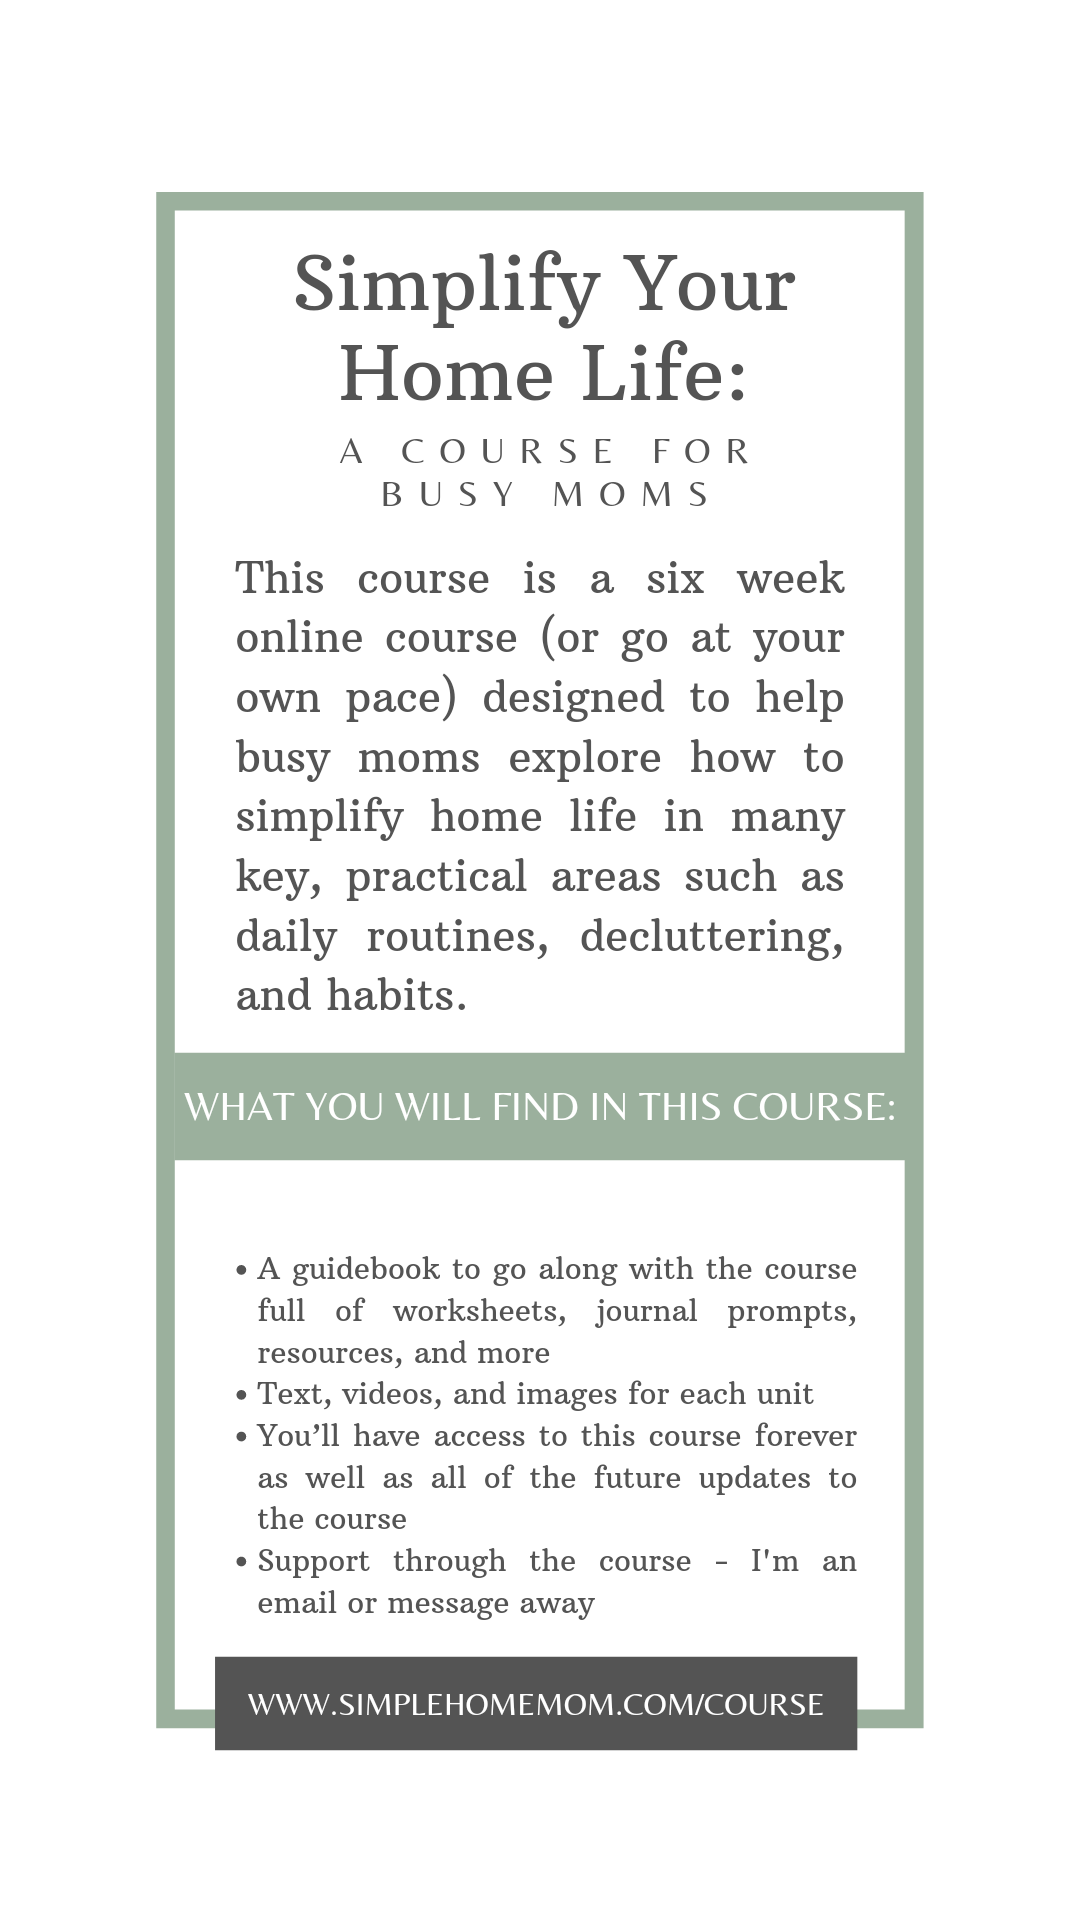 Simplify Your
Home Life:
A COURSE FOR
BUSY MOMS
This course is a six week
online course (or go at your
own pace) designed to help
busy moms explore how to
simplify home life in many
key, practical areas such as
daily routines, decluttering,
and habits.
WHAT YOU WILL FIND IN THIS COURSE:
• A guidebook to go along with the course
full of worksheets, journal prompts,
resources, and more
• Text, videos, and images for each unit
• You’ll have access to this course forever
as well as all of the future updates to
the course
• Support through the course - I'm an
email or message away
WWW.SIMPLEHOMEMOM.COM/COURSE